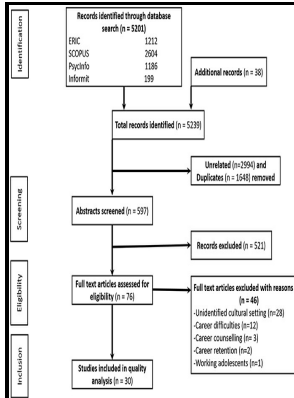 Identification
Records identified through database
search (n = 5201)
ERIC 1212
SCOPUS 2604
PsycInfo 1186
Informit 199
Additional records (n = 38)
Total records identified (n = 5239)
Unrelated (n=2994) and
Duplicates (n = 1648) removed
Screening
Abstracts screened (n = 597)
Records excluded (n = 521)
Eligibility
Full text articles assessed for
eligibility (n = 76)
Full text articles excluded with reasons
(n = 46)
-Unidentified cultural setting (n=28)
-Career difficulties (n=12)
-Career counselling (n= 3)
-Career retention (n=2)
-Working adolescents (n=1)
Inclusion
Studies included in quality
analysis (n = 30)